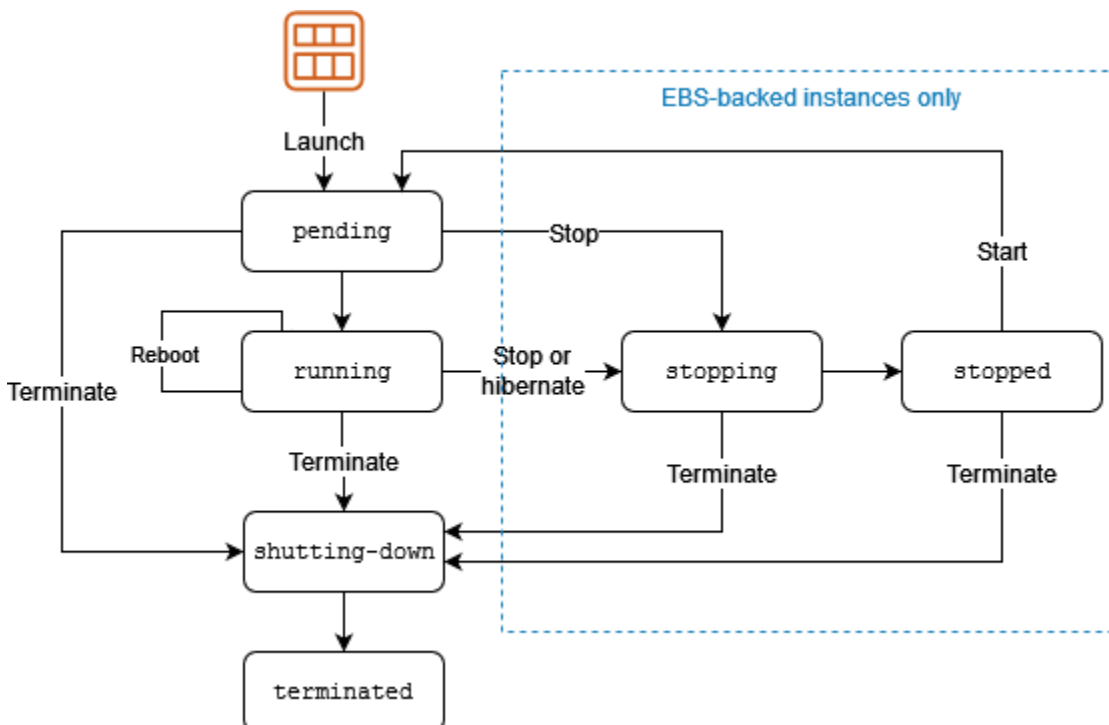 EBS-backed instances only
Launch
pending
Stop
Start
Reboot
running
Stop or
hibernate
stopping
stopped
Terminate
Terminate
Terminate
Terminate
shutting-down
terminated